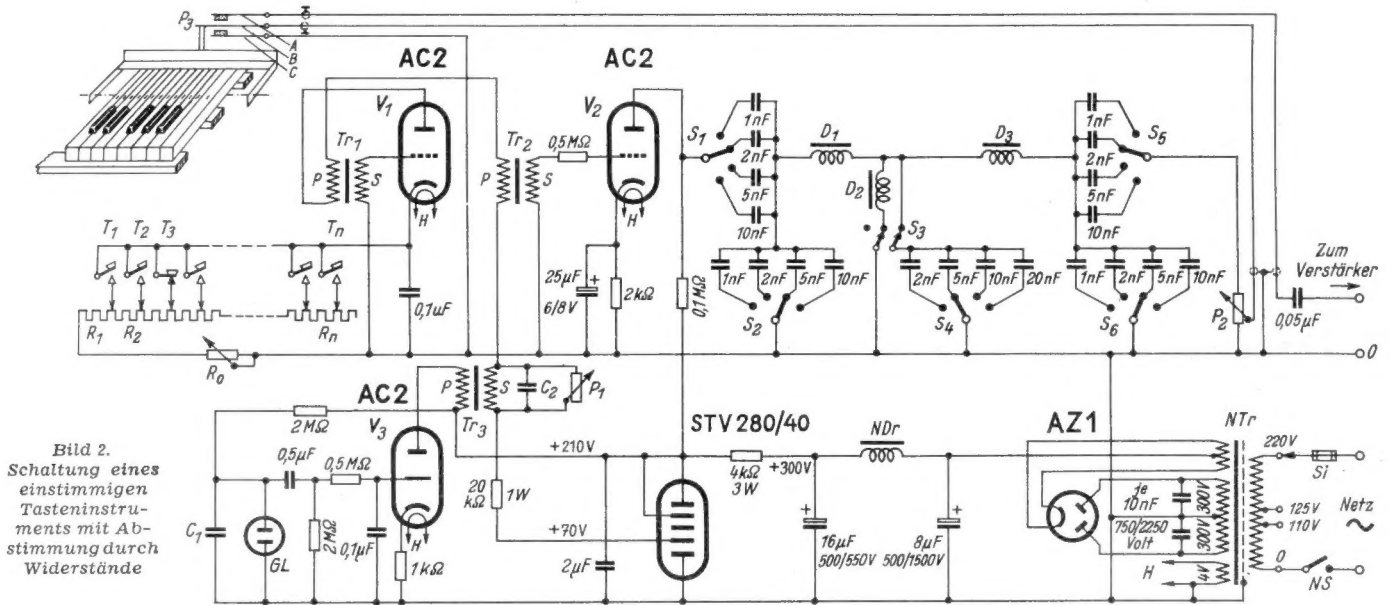 P3
A
B
C
AC2
AC2
V1
V2
Tr1
P
S
H
Tr2
P
S
0,5MΩ
H
T1 T2 T3 Tn
R1 R2 Rn
R0
0,1uF
25µF
6/8V
2kΩ
0,1MΩ
S1
1nF
2nF
5nF
10nF
D1
D2
D3
S3
1nF
2nF
5nF
10nF
S5
1nF 2nF 5nF 10nF
S2
2nF 5nF 10nF 20nF
S4
1nF 2nF 5nF 10nF
S6
P2
Zum
Verstärker
0,05µF
0
AC2
V3
P
S
Tr3
C2
P1
2MΩ
0,5µF
0,5MΩ
C1
GL
2MΩ
0,1µF
H
1kΩ
20
kΩ
1W
+210V
+70V
2µF
STV 280/40
4kΩ
3W
+300V
NDr
16µF
500/550V
8µF
500/1500V
AZ1
je
10nF
750/2250
Volt
300V
300V
4V
H
NTr
220V
125V
110V
0
Si
Netz
NS
Bild 2.
Schaltung eines
einstimmigen
Tasteninstru-
ments mit Ab-
stimmung durch
Widerstände